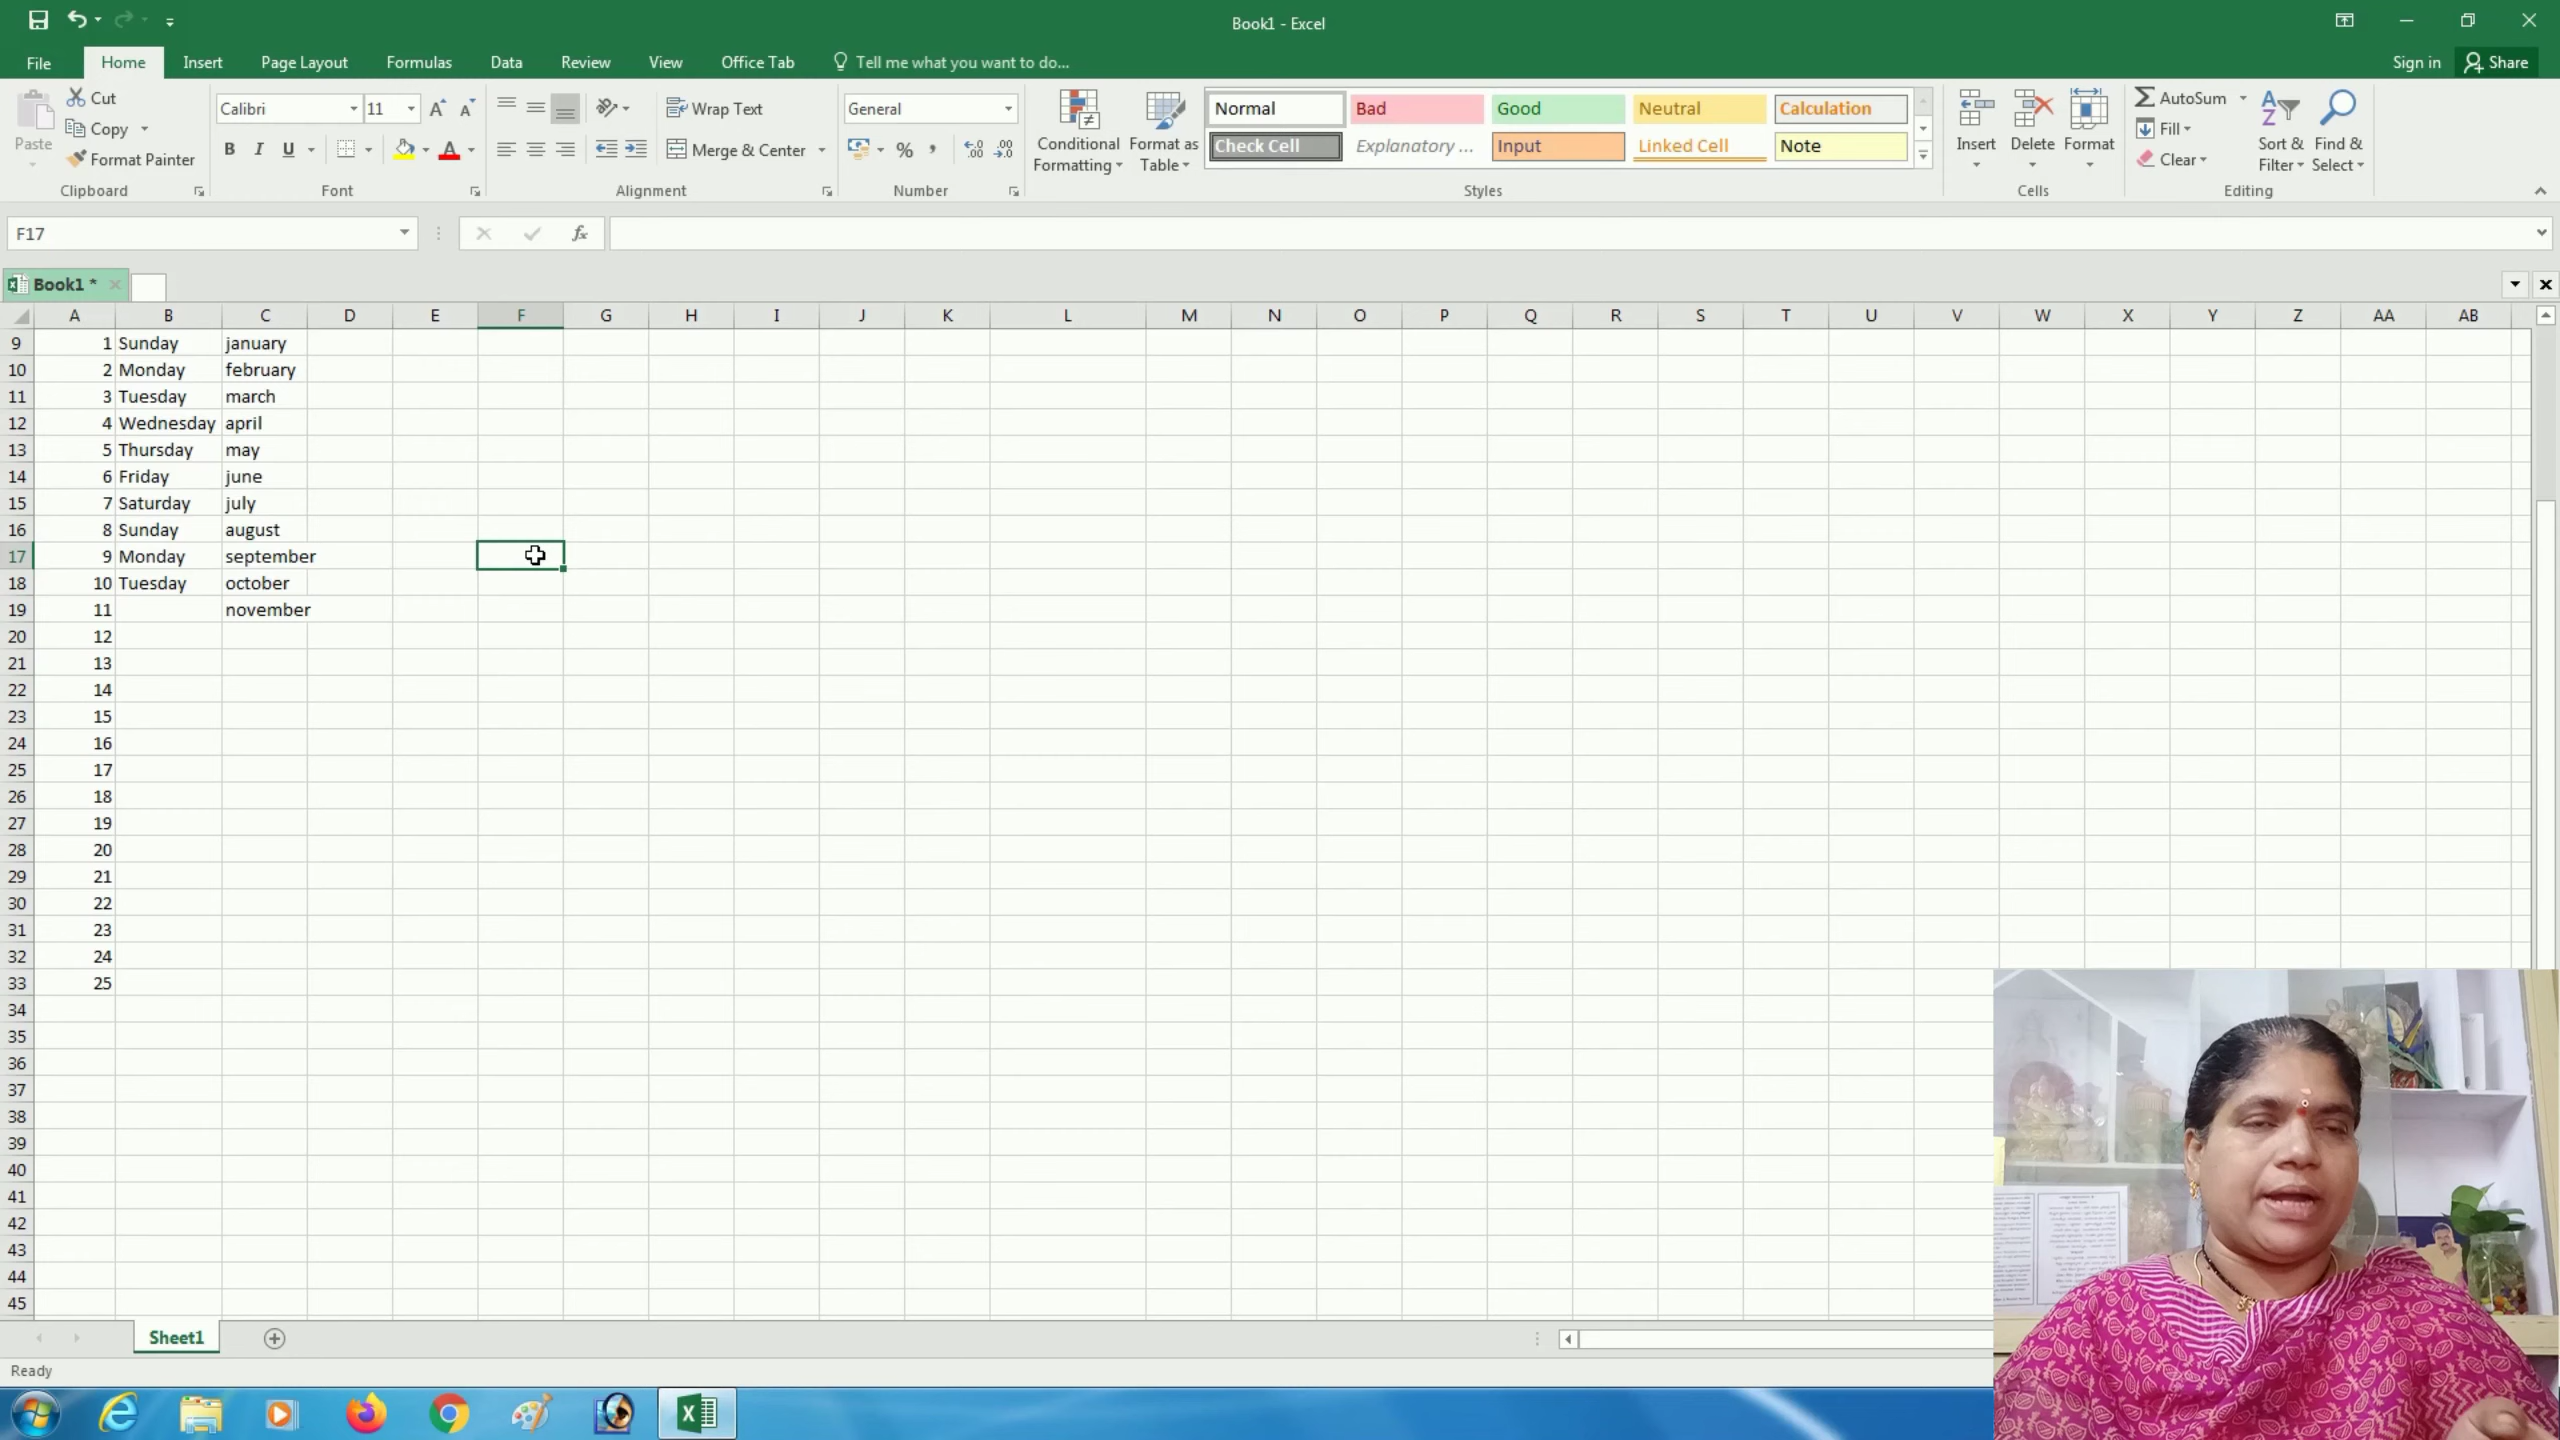 Book1 - Excel
File Home Insert Page Layout Formulas Data Review View Office Tab Tell me what you want to do... Sign in Share
Paste Cut Copy Format Painter Clipboard
Calibri 11 B I U Font
Wrap Text Merge & Center Alignment
General % , Number
Conditional Formatting Format as Table
Normal Bad Good Neutral Calculation
Check Cell Explanatory ... Input Linked Cell Note
Styles
Insert Delete Format Cells
AutoSum Fill Clear Sort & Filter Find & Select Editing
F17 fx
Book1 *
A B C D E F G H I J K L M N O P Q R S T U V W X Y Z AA AB
9 1 Sunday january
10 2 Monday february
11 3 Tuesday march
12 4 Wednesday april
13 5 Thursday may
14 6 Friday june
15 7 Saturday july
16 8 Sunday august
17 9 Monday september
18 10 Tuesday october
19 11 november
20 12
21 13
22 14
23 15
24 16
25 17
26 18
27 19
28 20
29 21
30 22
31 23
32 24
33 25
34
35
36
37
38
39
40
41
42
43
44
45
Sheet1
Ready